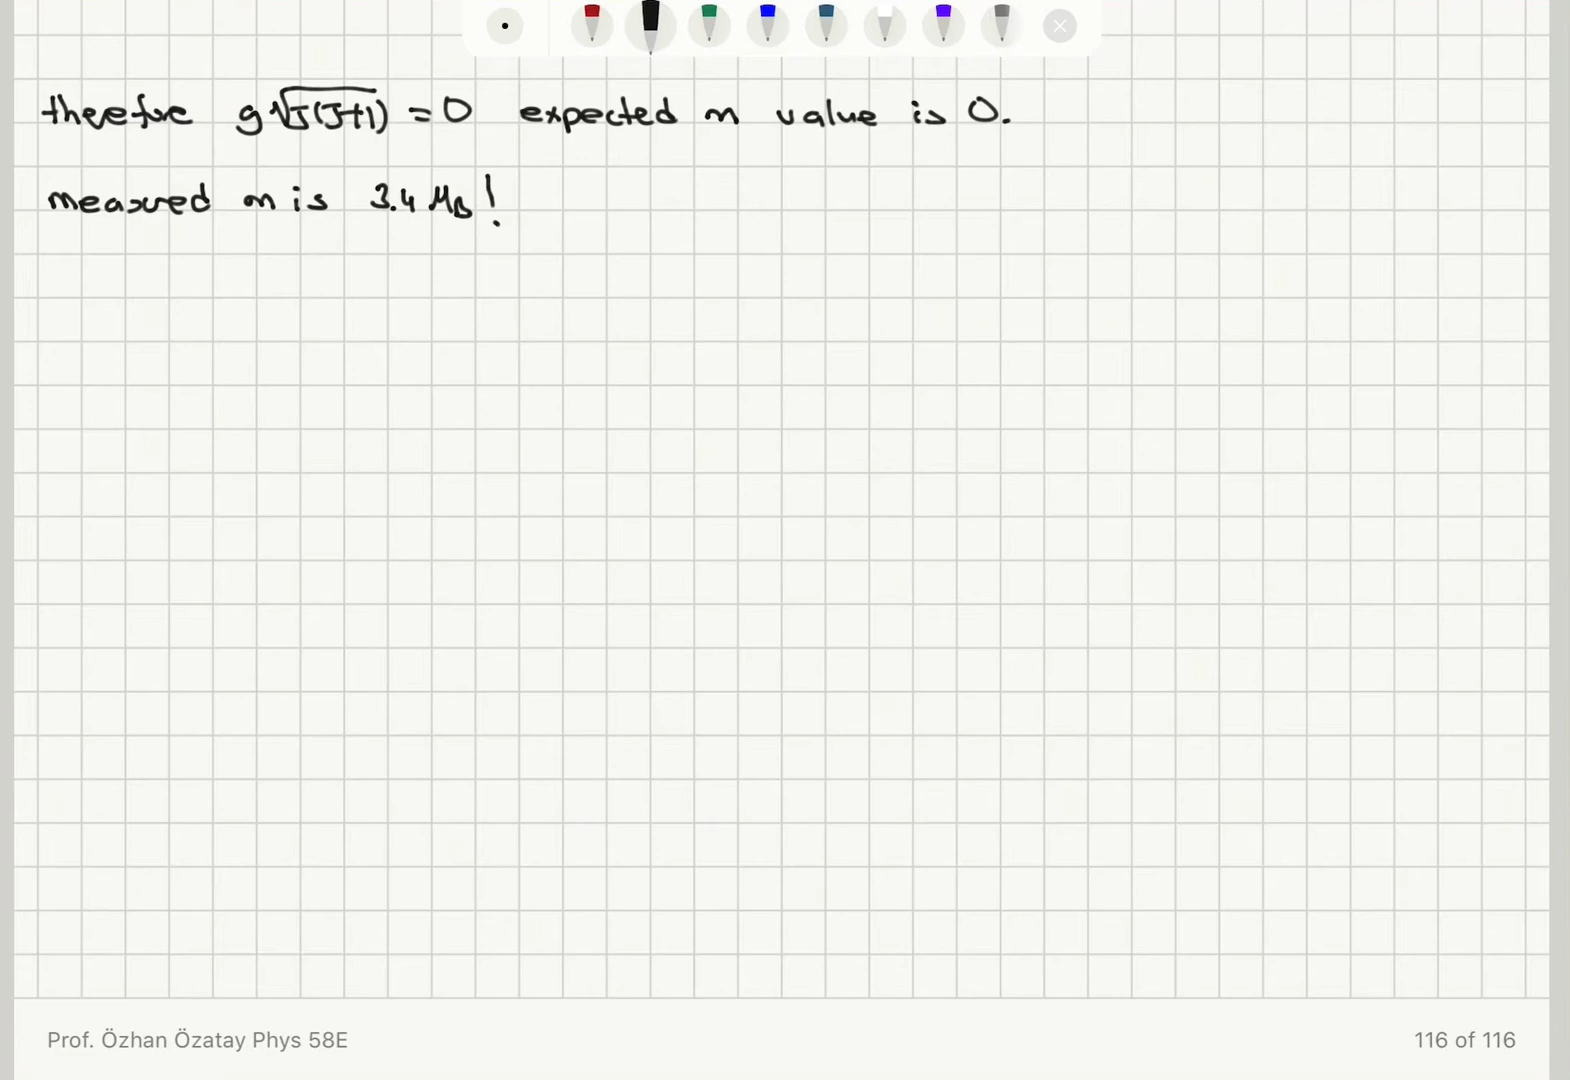 therefore g√J(J+1) = 0 expected m value is 0.
measured m is 3.4 μB!
Prof. Özhan Özatay Phys 58E
116 of 116